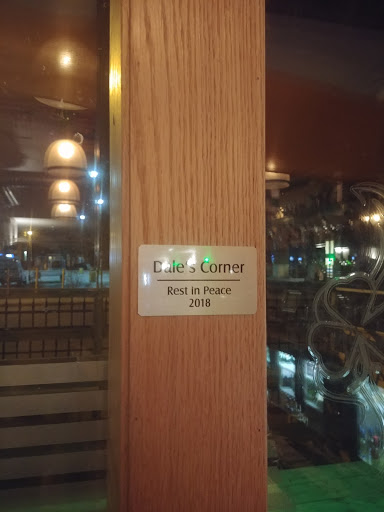 Dale's Corner
Rest in Peace
2018